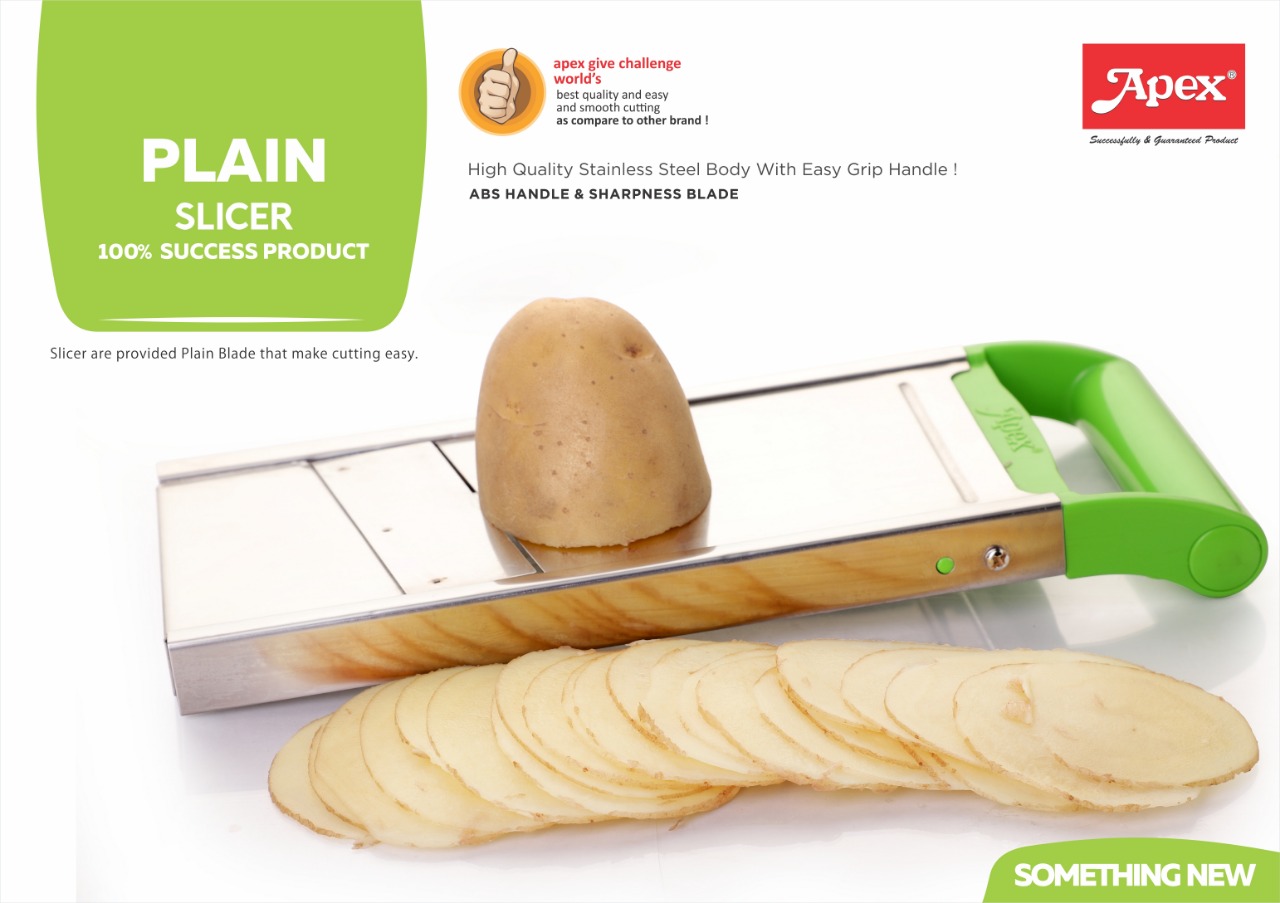 PLAIN
SLICER
100% SUCCESS PRODUCT
Slicer are provided Plain Blade that make cutting easy.
apex give challenge
world's
best quality and easy
and smooth cutting
as compare to other brand !
High Quality Stainless Steel Body With Easy Grip Handle !
ABS HANDLE & SHARPNESS BLADE
Apex®
Successfully & Guaranteed Product
Apex
SOMETHING NEW